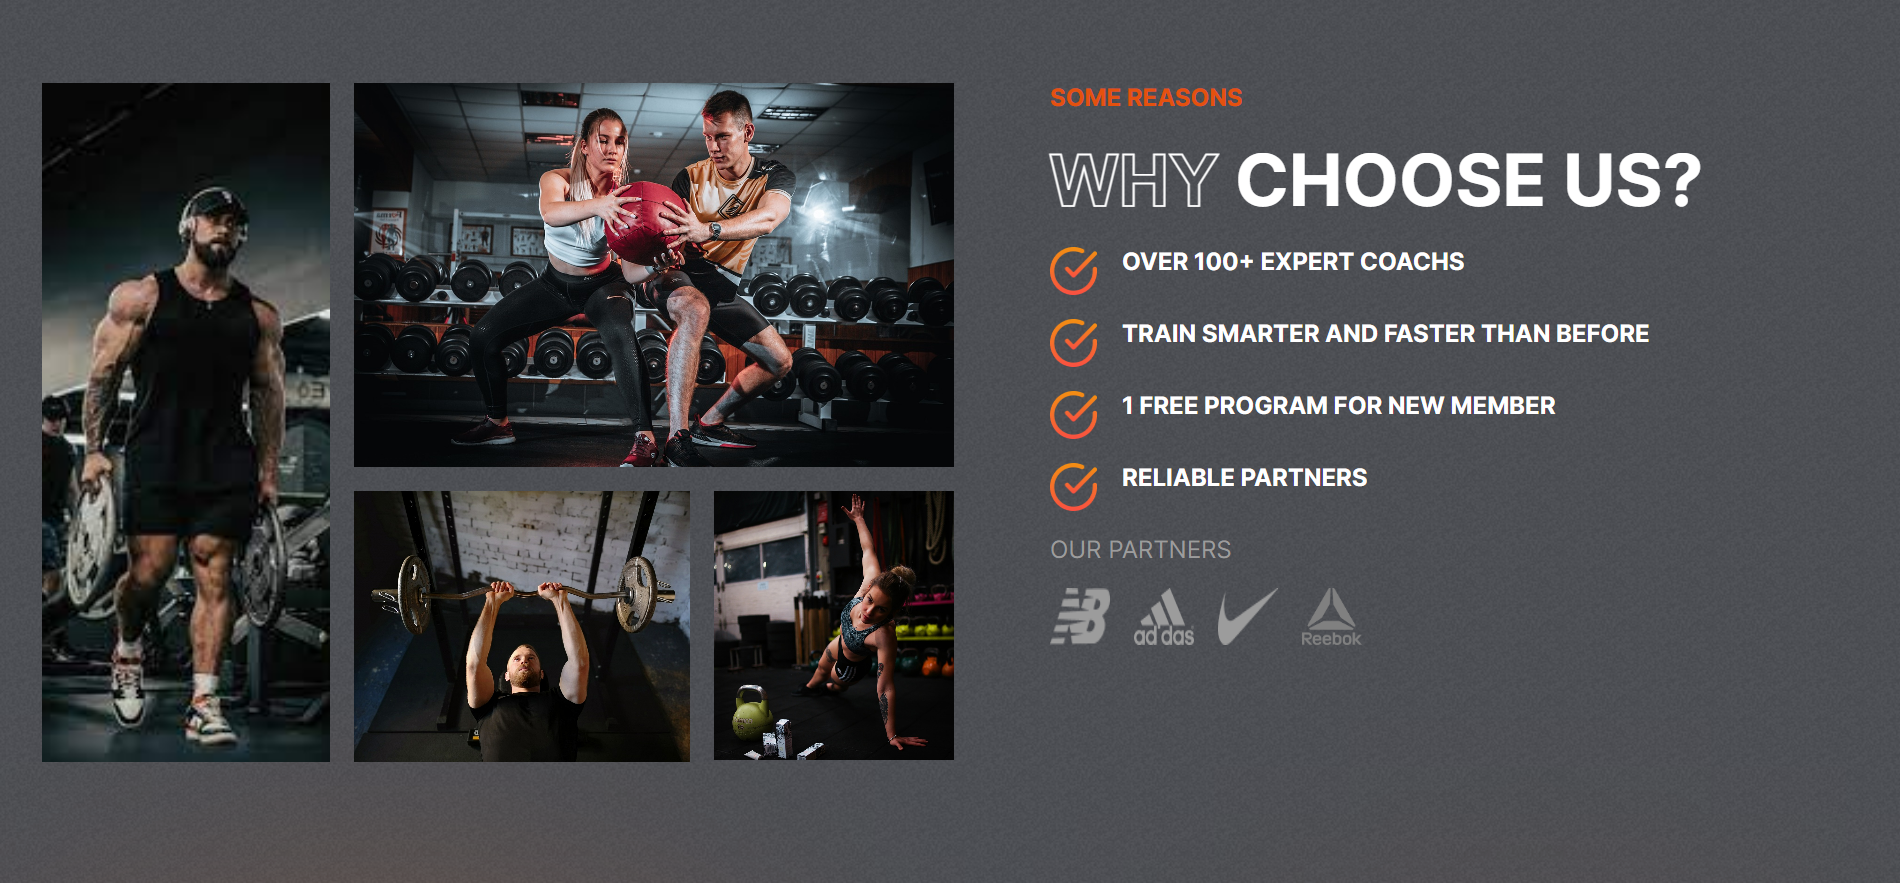 SOME REASONS
WHY CHOOSE US?
OVER 100+ EXPERT COACHS
TRAIN SMARTER AND FASTER THAN BEFORE
1 FREE PROGRAM FOR NEW MEMBER
RELIABLE PARTNERS
OUR PARTNERS
NB adidas Reebok